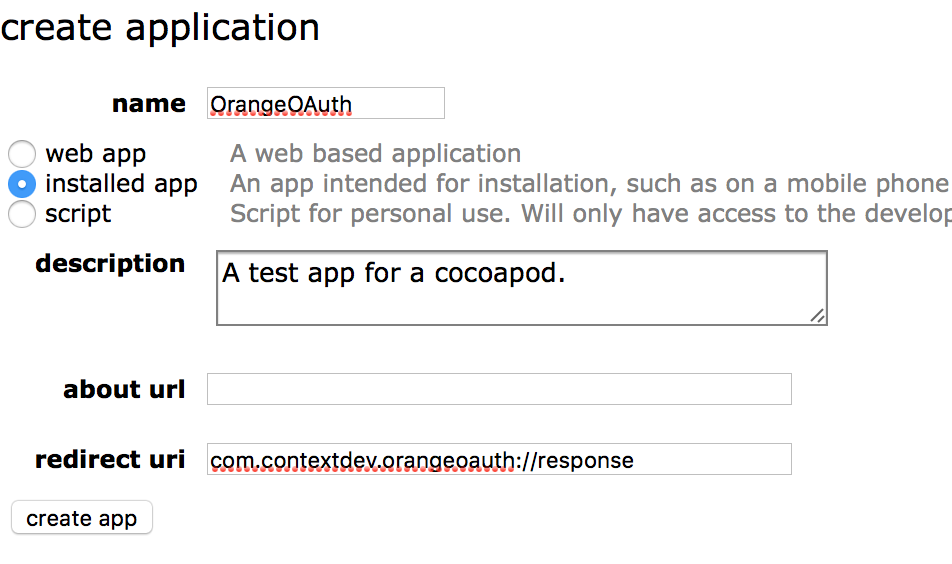 create application
name OrangeOAuth
web app A web based application
installed app An app intended for installation, such as on a mobile phone
script Script for personal use. Will only have access to the develop
description A test app for a cocoapod.
about url
redirect uri com.contextdev.orangeoauth://response
create app